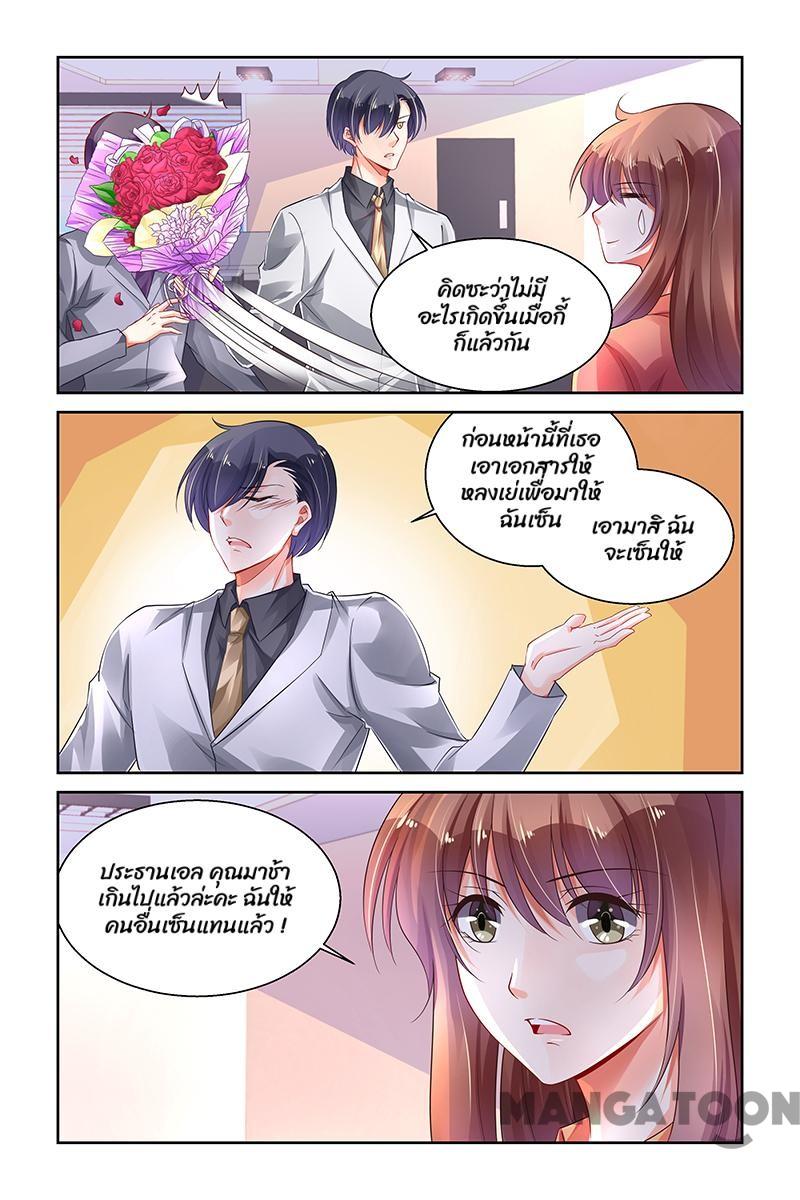 คิดซะว่าไม่มี
อะไรเกิดขึ้นเมื่อกี้
ก็แล้วกัน
ก่อนหน้านี้ที่เธอ
เอาเอกสารให้
หลงเย่เพื่อมาให้
ฉันเซ็น
เอามาสิ ฉัน
จะเซ็นให้
ประธานเอล คุณมาช้า
เกินไปแล้วล่ะคะ ฉันให้
คนอื่นเซ็นแทนแล้ว !
MANGATOON